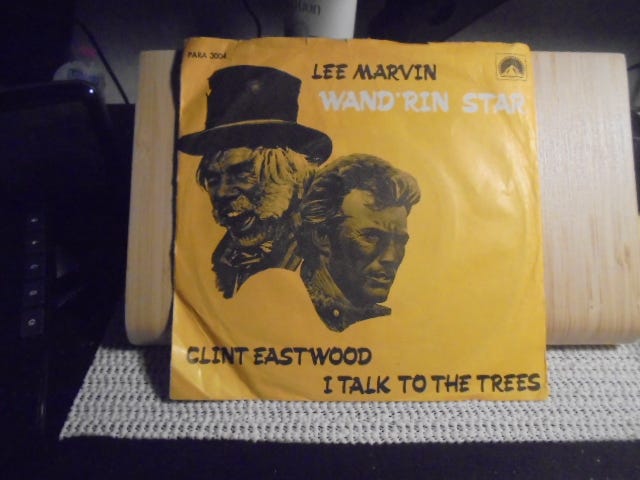 PARA 3004
LEE MARVIN
WAND'RIN STAR
CLINT EASTWOOD
I TALK TO THE TREES